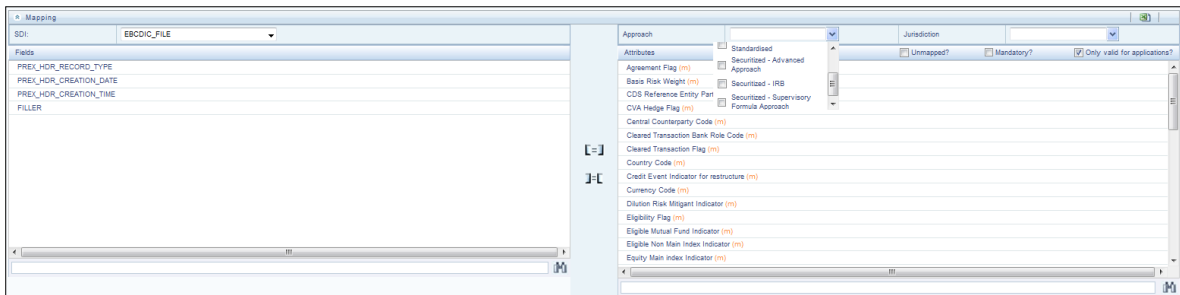 Mapping
SDI: EBCDIC_FILE
Fields
PREX_HDR_RECORD_TYPE
PREX_HDR_CREATION_DATE
PREX_HDR_CREATION_TIME
FILLER
[=]
]=[
Approach Jurisdiction
Attributes Unmapped? Mandatory? Only valid for applications?
Standardised
Securitized - Advanced
Approach
Securitized - IRB
Securitized - Supervisory
Formula Approach
Agreement Flag (m)
Basis Risk Weight (m)
CDS Reference Entity Part
CVA Hedge Flag (m)
Central Counterparty Code (m)
Cleared Transaction Bank Role Code (m)
Cleared Transaction Flag (m)
Country Code (m)
Credit Event Indicator for restructure (m)
Currency Code (m)
Dilution Risk Mitigant Indicator (m)
Eligibility Flag (m)
Eligible Mutual Fund Indicator (m)
Eligible Non Main Index Indicator (m)
Equity Main index Indicator (m)